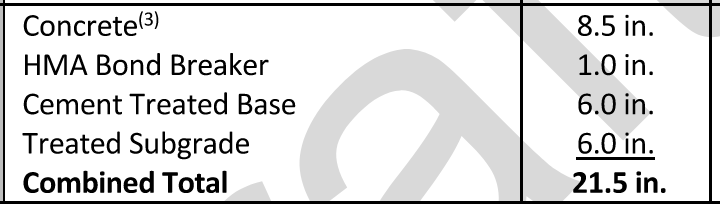 Concrete(3) 8.5 in.
HMA Bond Breaker 1.0 in.
Cement Treated Base 6.0 in.
Treated Subgrade 6.0 in.
Combined Total 21.5 in.